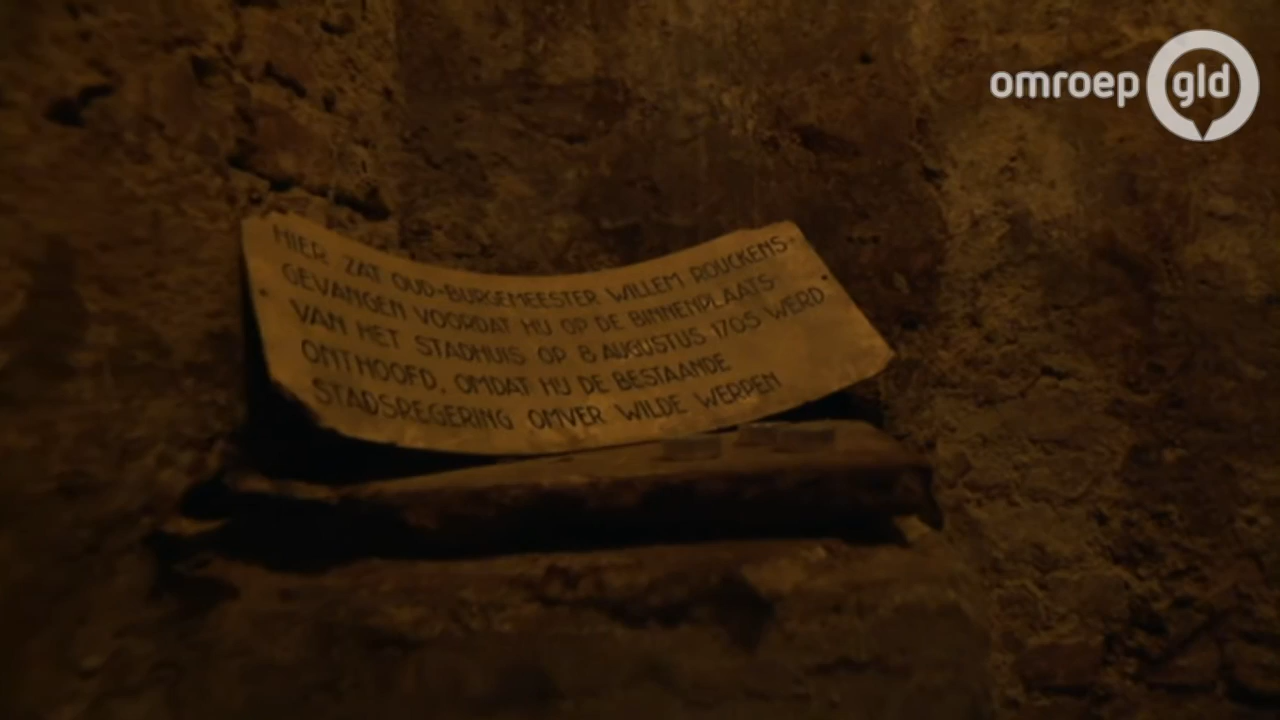 omroep gld
HIER ZAT OUD-BURGEMEESTER WILLEM ROUCKENS
GEVANGEN VOORDAT HIJ OP DE BINNENPLAATS
VAN HET STADHUIS OP 8 AUGUSTUS 1705 WERD
ONTHOOFD, OMDAT HIJ DE BESTAANDE
STADSREGERING OMVER WILDE WERPEN